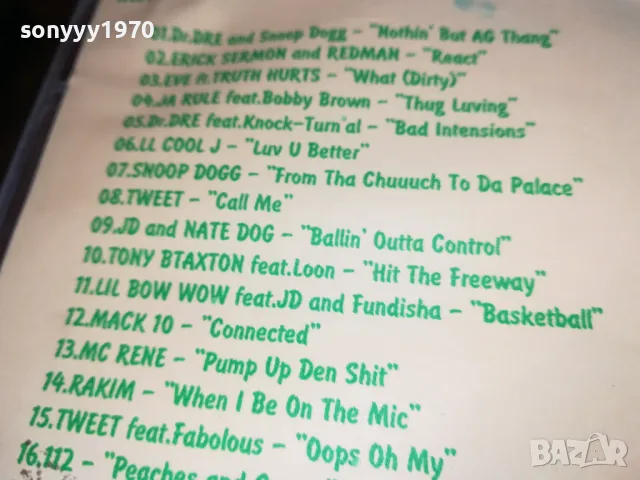 sonyyy1970
01.Dr.DRE and Snoop Dogg - "Nothin' But AG Thang"
02.ERICK SERMON and REDMAN - "React"
03.EVE ft.TRUTH HURTS - "What (Dirty)"
04.JA RULE feat.Bobby Brown - "Thug Luving"
05.Dr.DRE feat.Knock-Turn'al - "Bad Intensions"
06.LL COOL J - "Luv U Better"
07.SNOOP DOGG - "From Tha Chuuuch To Da Palace"
08.TWEET - "Call Me"
09.JD and NATE DOG - "Ballin' Outta Control"
10.TONY BTAXTON feat.Loon - "Hit The Freeway"
11.LIL BOW WOW feat.JD and Fundisha - "Basketball"
12.MACK 10 - "Connected"
13.MC RENE - "Pump Up Den Shit"
14.RAKIM - "When I Be On The Mic"
15.TWEET feat.Fabolous - "Oops Oh My"
16.112 - "Peaches and
BAZAR
bg